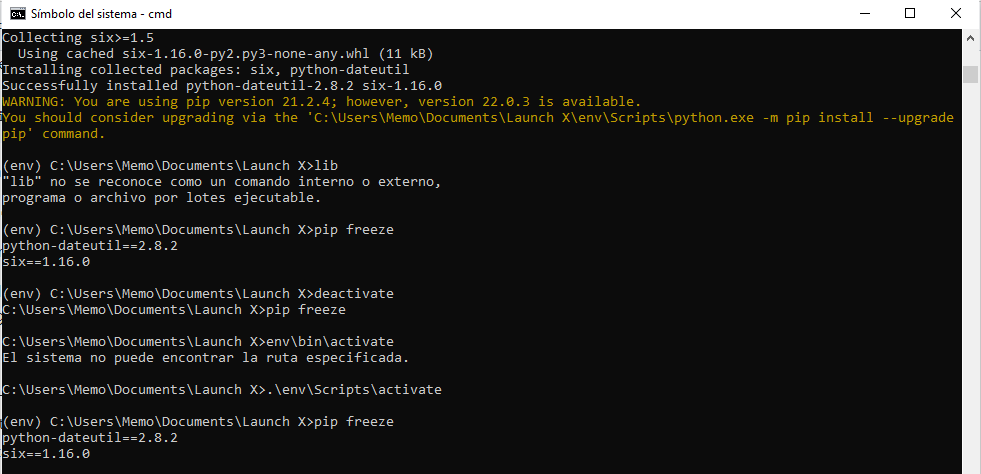 Símbolo del sistema - cmd
Collecting six>=1.5
  Using cached six-1.16.0-py2.py3-none-any.whl (11 kB)
Installing collected packages: six, python-dateutil
Successfully installed python-dateutil-2.8.2 six-1.16.0
WARNING: You are using pip version 21.2.4; however, version 22.0.3 is available.
You should consider upgrading via the 'C:\Users\Memo\Documents\Launch X\env\Scripts\python.exe -m pip install --upgrade
pip' command.

(env) C:\Users\Memo\Documents\Launch X>lib
"lib" no se reconoce como un comando interno o externo,
programa o archivo por lotes ejecutable.

(env) C:\Users\Memo\Documents\Launch X>pip freeze
python-dateutil==2.8.2
six==1.16.0

(env) C:\Users\Memo\Documents\Launch X>deactivate
C:\Users\Memo\Documents\Launch X>pip freeze

C:\Users\Memo\Documents\Launch X>env\bin\activate
El sistema no puede encontrar la ruta especificada.

C:\Users\Memo\Documents\Launch X>.\env\Scripts\activate

(env) C:\Users\Memo\Documents\Launch X>pip freeze
python-dateutil==2.8.2
six==1.16.0